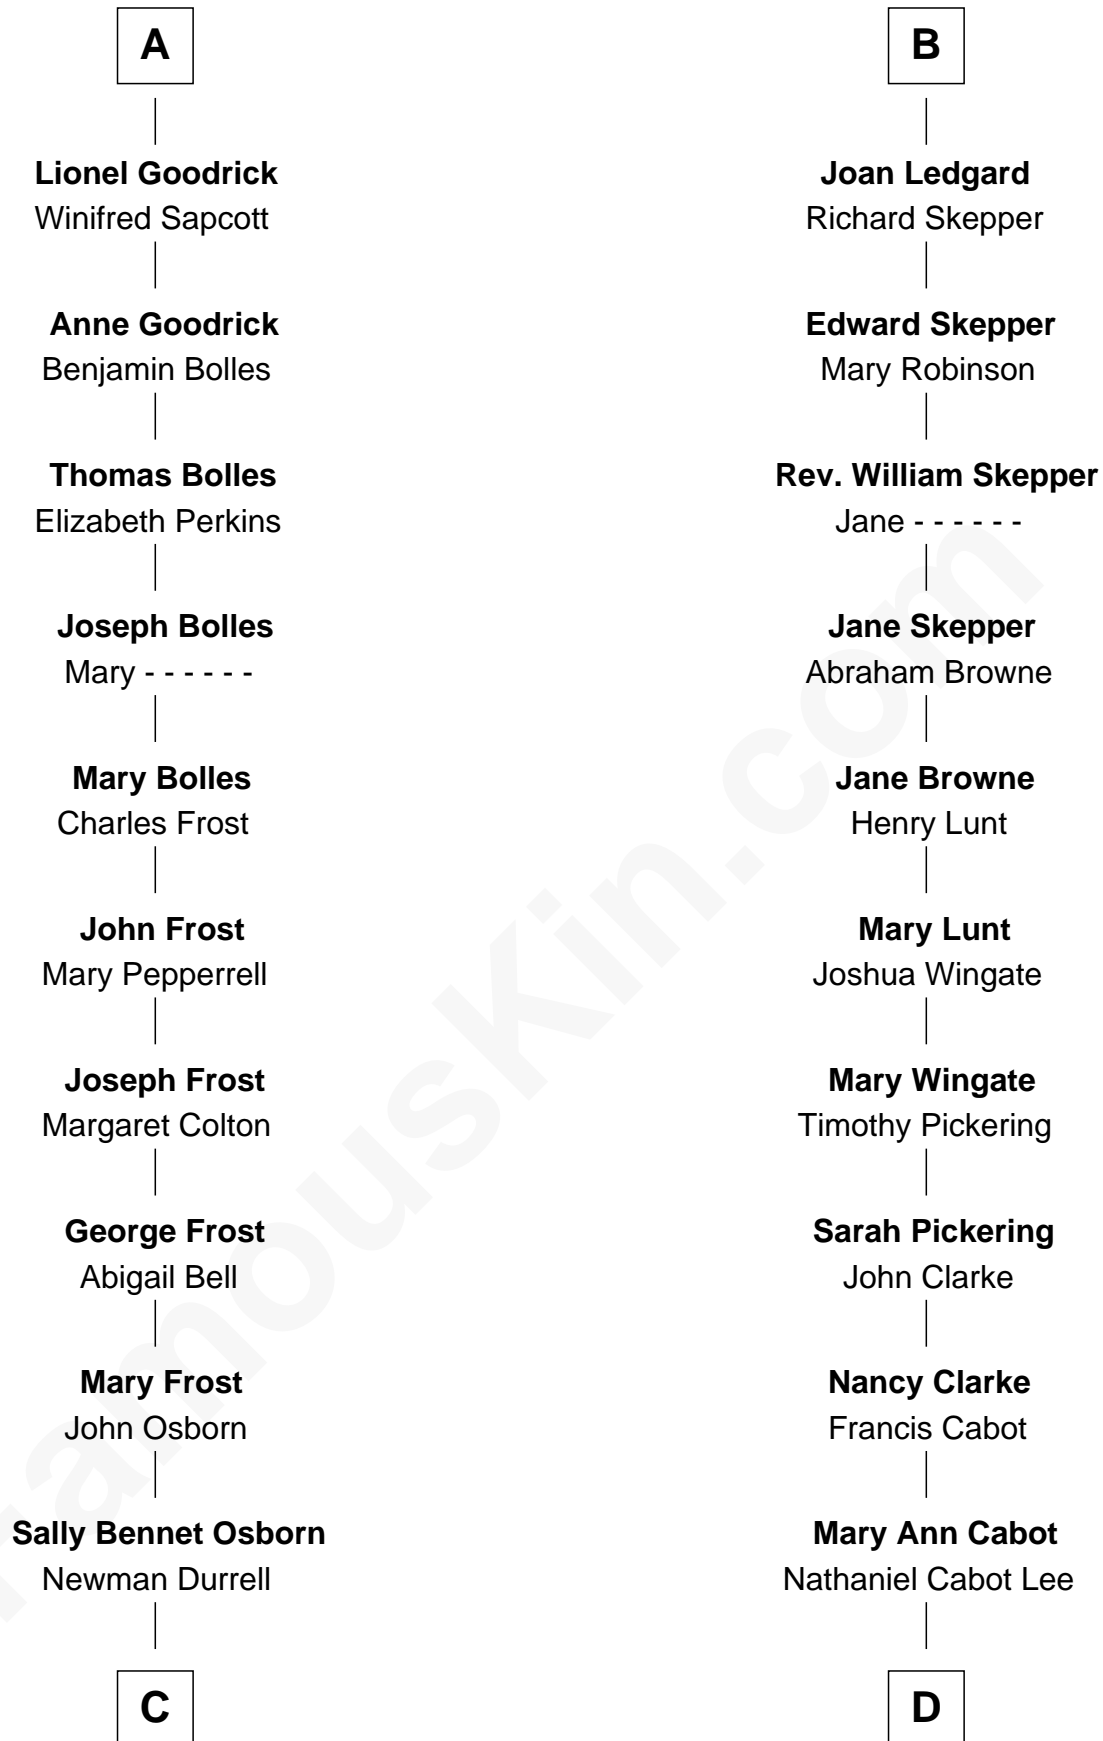 A
Lionel Goodrick
Winifred Sapcott
Anne Goodrick
Benjamin Bolles
Thomas Bolles
Elizabeth Perkins
Joseph Bolles
Mary - - - - - -
Mary Bolles
Charles Frost
John Frost
Mary Pepperrell
Joseph Frost
Margaret Colton
George Frost
Abigail Bell
Mary Frost
John Osborn
Sally Bennet Osborn
Newman Durrell
C
B
Joan Ledgard
Richard Skepper
Edward Skepper
Mary Robinson
Rev. William Skepper
Jane - - - - - -
Jane Skepper
Abraham Browne
Jane Browne
Henry Lunt
Mary Lunt
Joshua Wingate
Mary Wingate
Timothy Pickering
Sarah Pickering
John Clarke
Nancy Clarke
Francis Cabot
Mary Ann Cabot
Nathaniel Cabot Lee
D
FamousKin.com